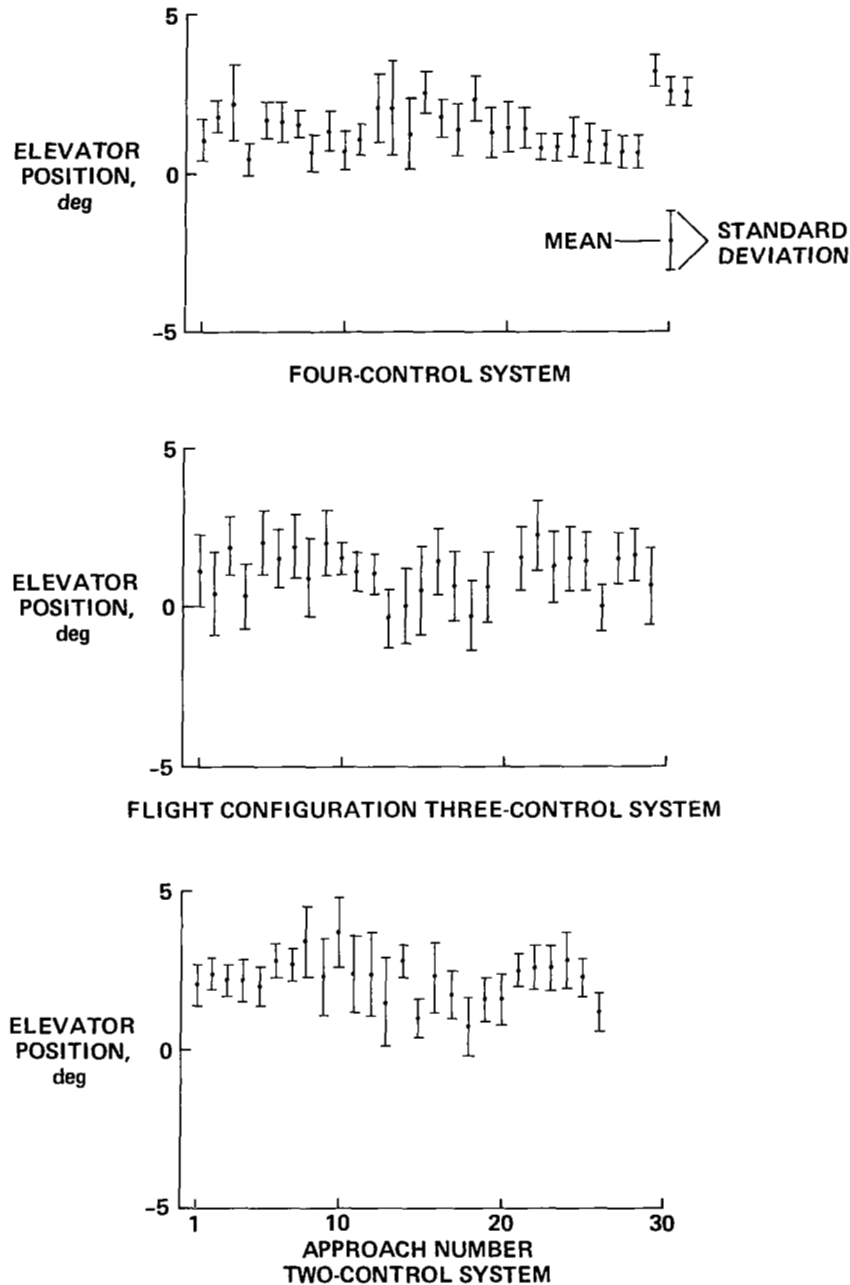 5
ELEVATOR
POSITION,
deg
0
MEAN
STANDARD
DEVIATION
-5
FOUR-CONTROL SYSTEM
5
ELEVATOR
POSITION,
deg
0
-5
FLIGHT CONFIGURATION THREE-CONTROL SYSTEM
5
ELEVATOR
POSITION,
deg
0
-5
1 10 20 30
APPROACH NUMBER
TWO-CONTROL SYSTEM